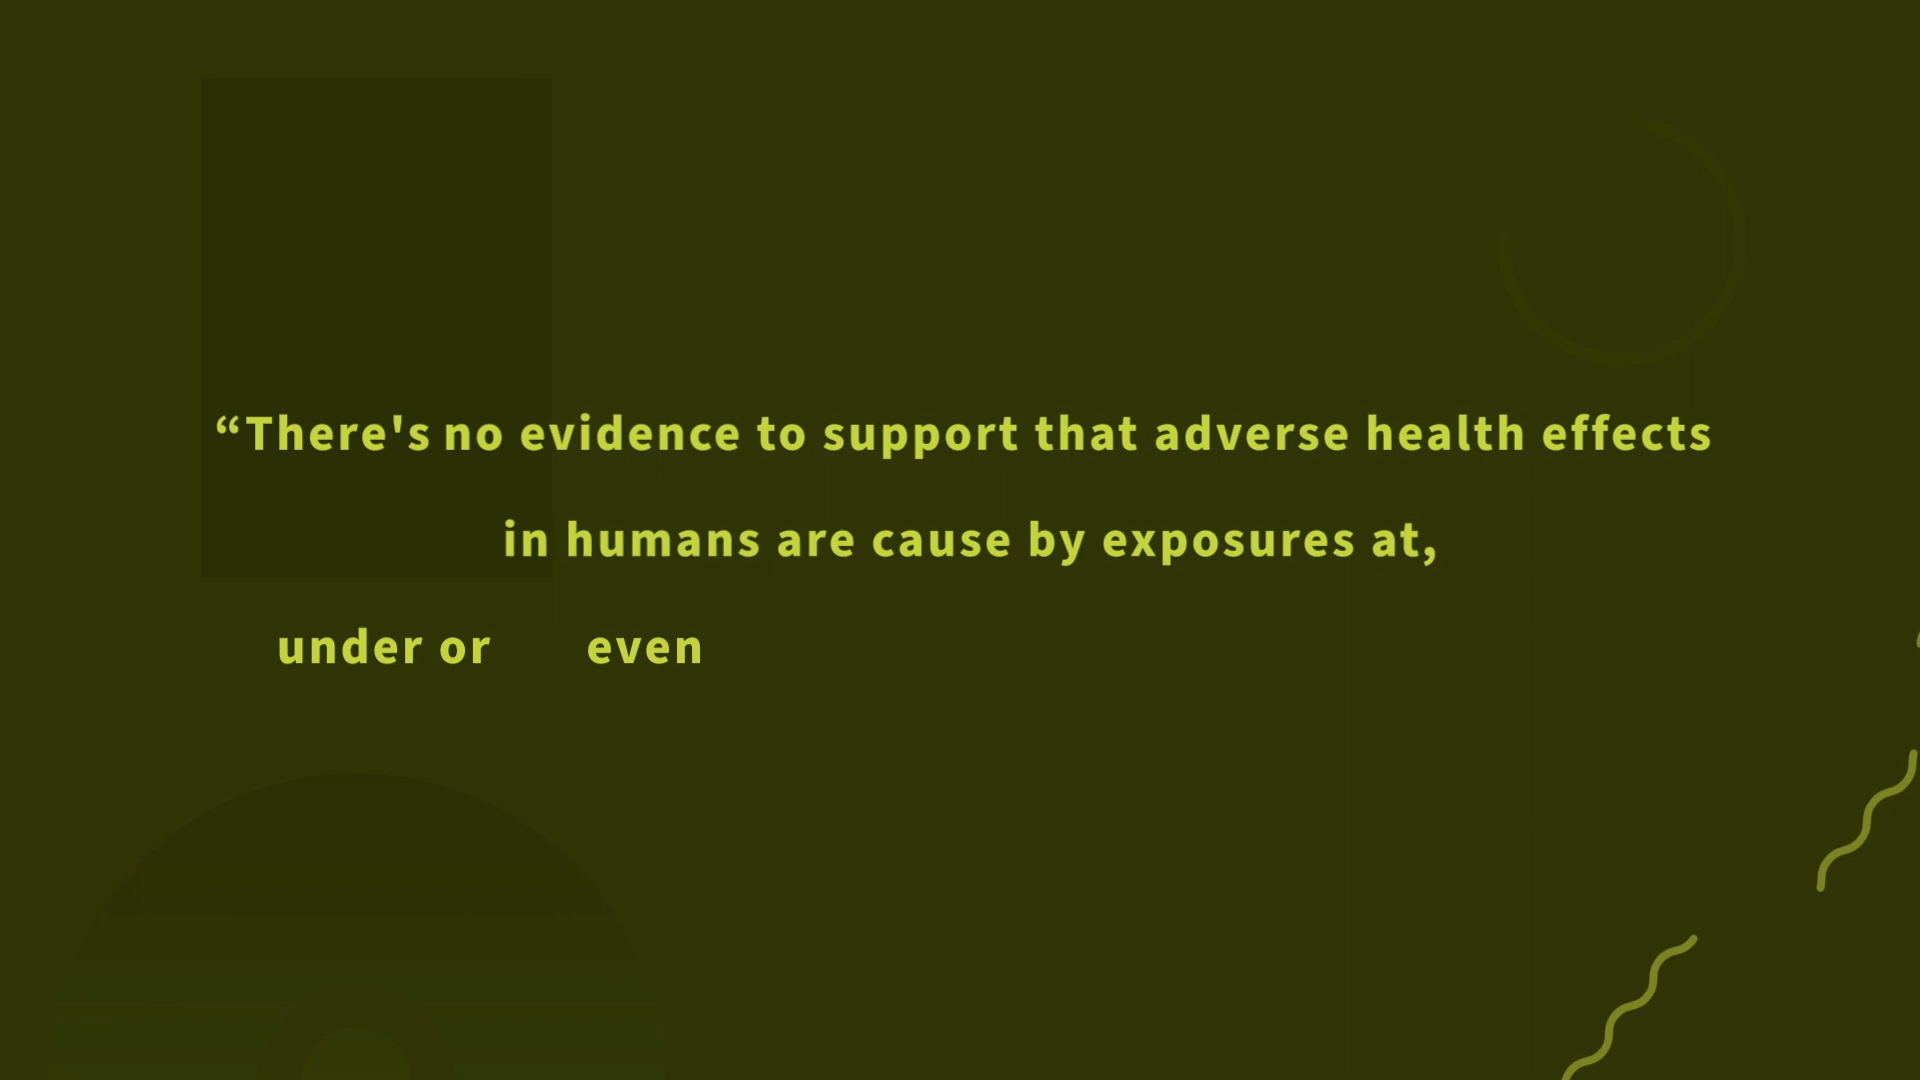 “There's no evidence to support that adverse health effects
in humans are cause by exposures at,
under or even